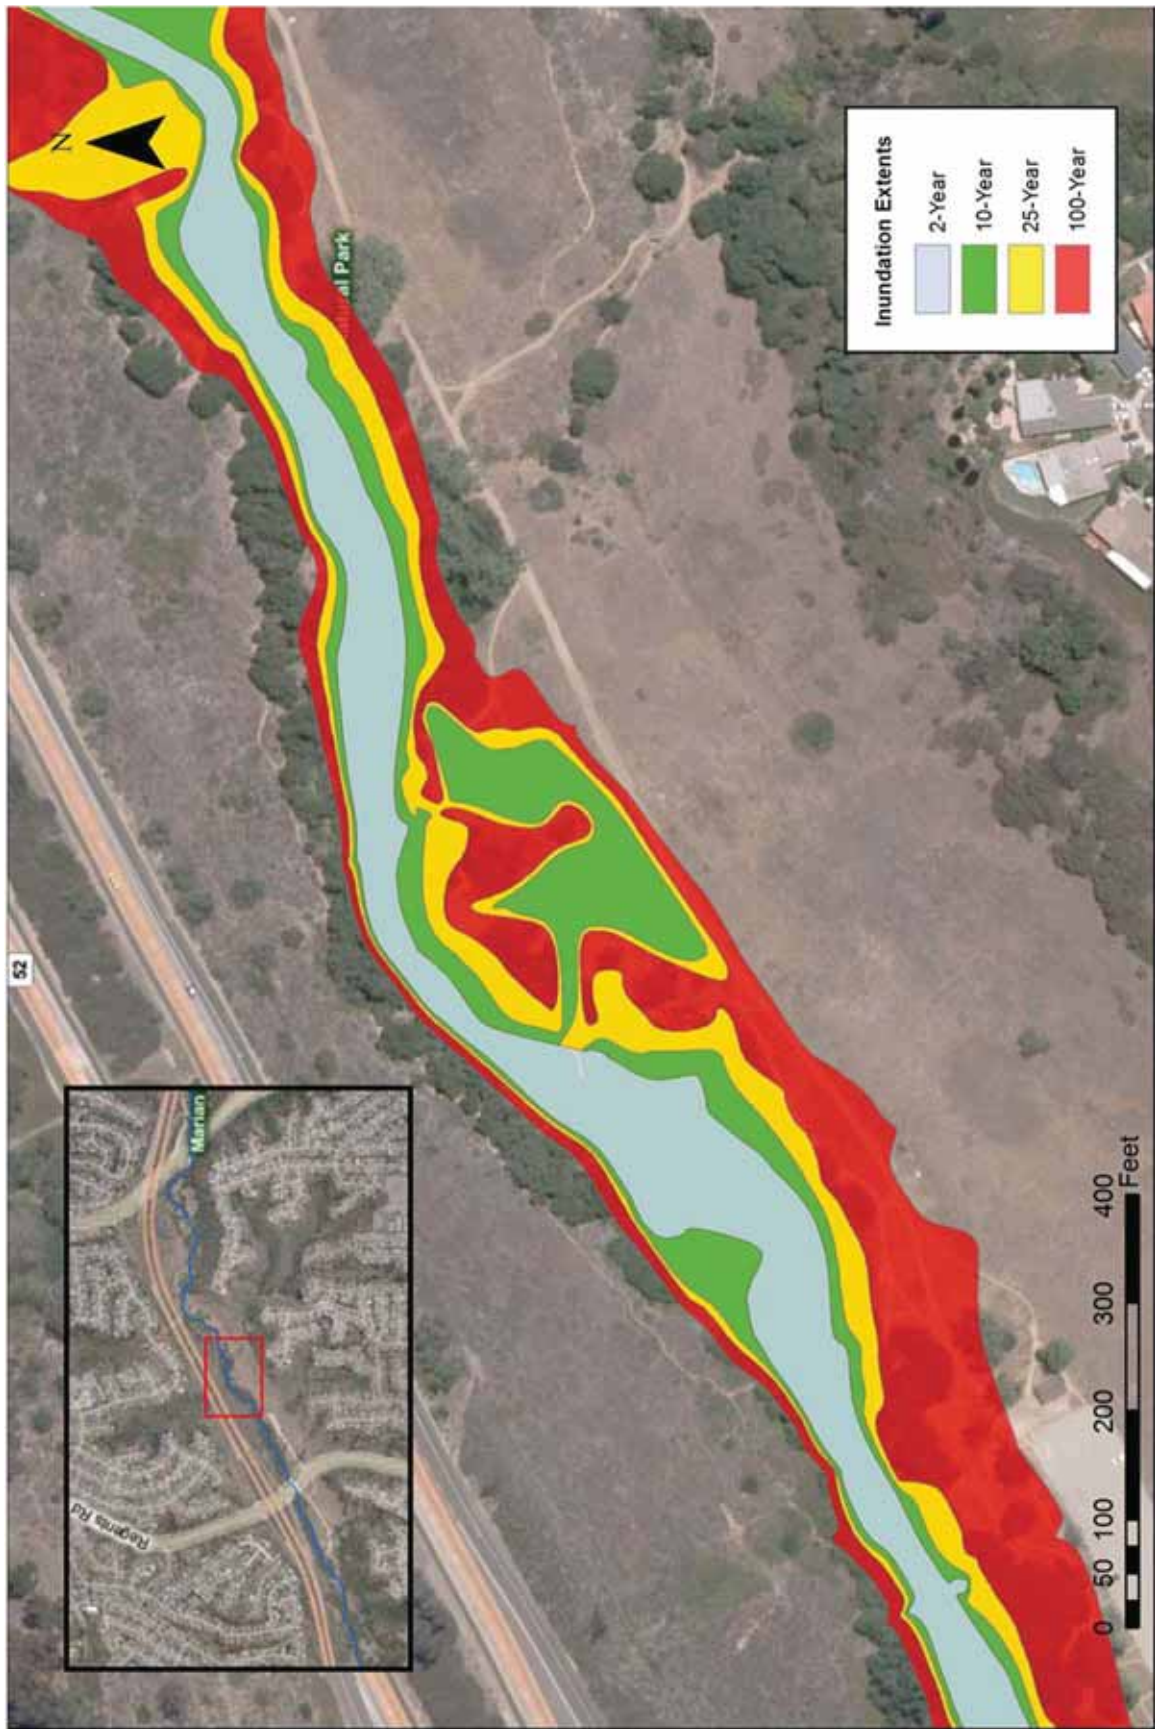 N
al Park
52
Marian
Regents Rd
Inundation Extents
2-Year
10-Year
25-Year
100-Year
0 50 100 200 300 400
Feet